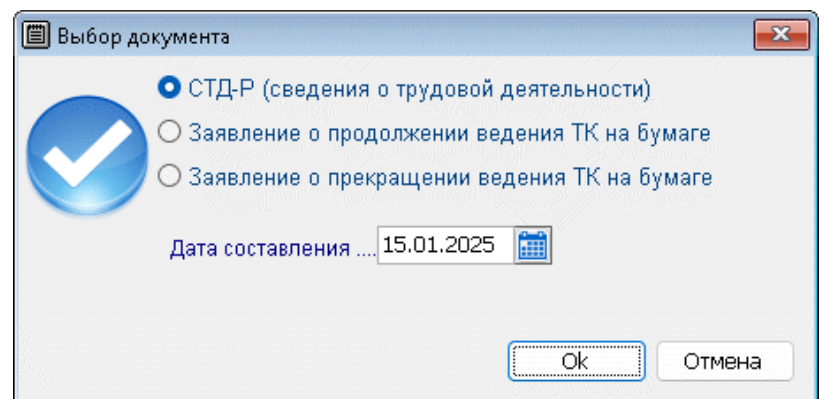 Выбор документа
СТД-Р (сведения о трудовой деятельности)
Заявление о продолжении ведения ТК на бумаге
Заявление о прекращении ведения ТК на бумаге
Дата составления ....15.01.2025
Ok Отмена